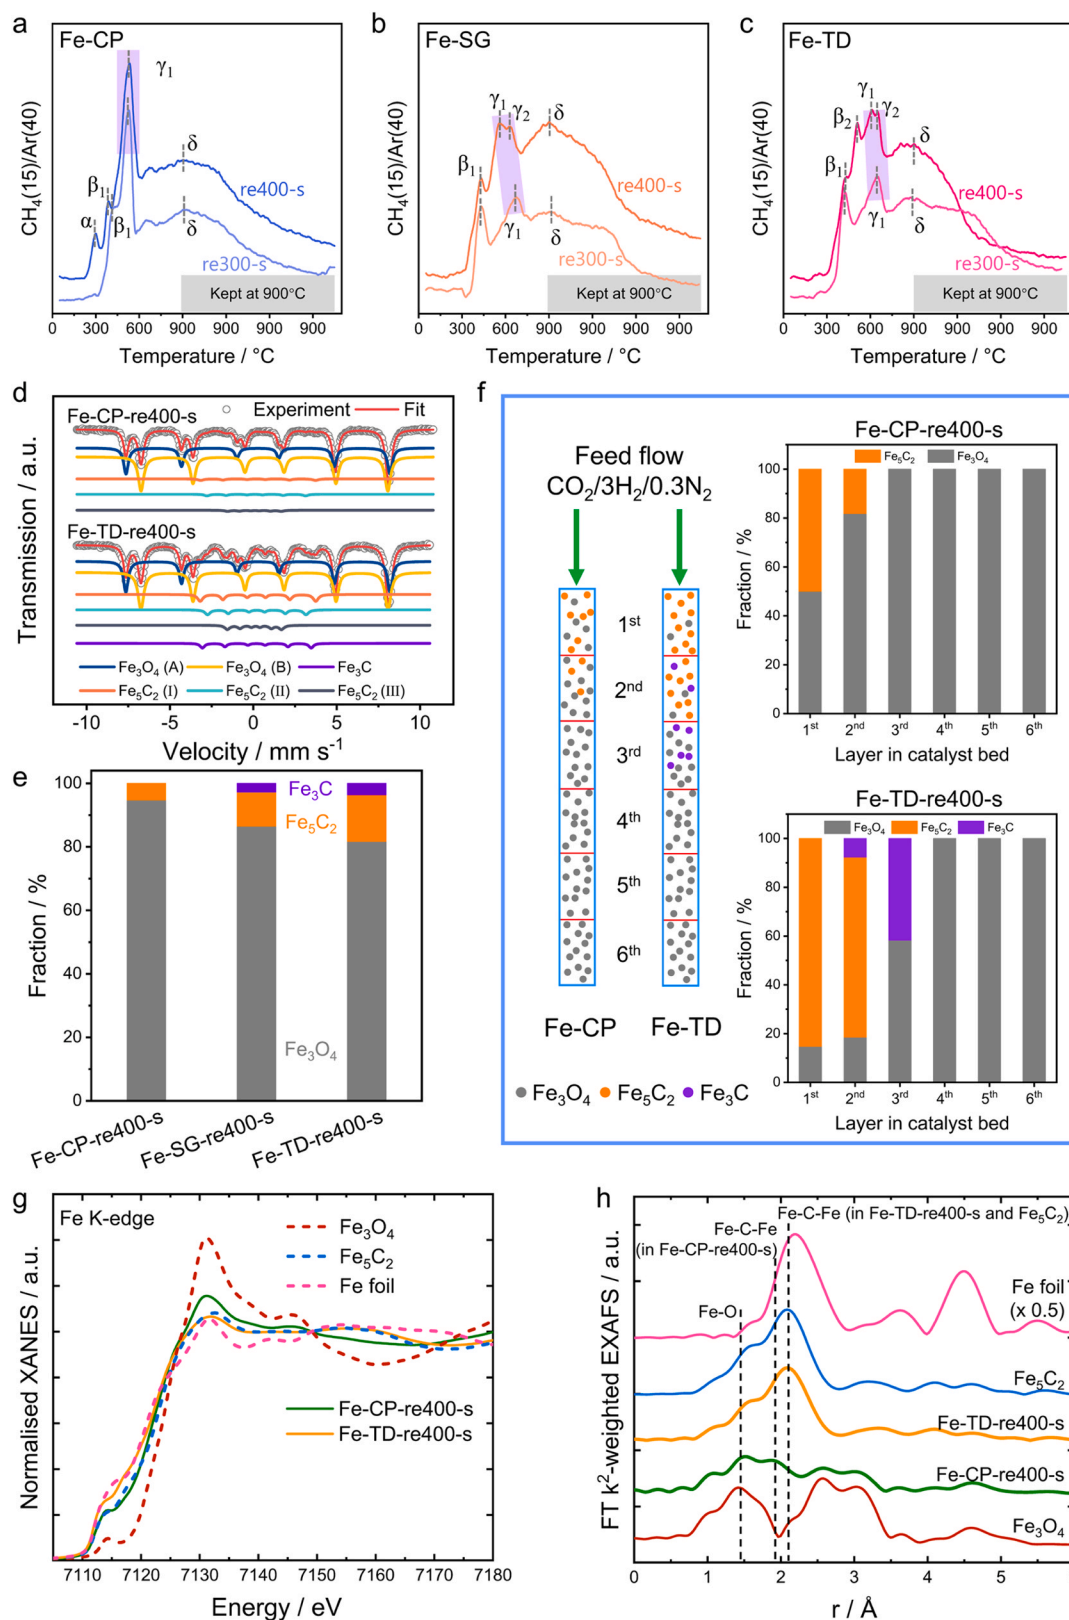 a
Fe-CP
CH₄(15)/Ar(40)
γ₁
β₁
α
β₁
δ
re400-s
δ
re300-s
Kept at 900°C
300 600 900 900 900 900
Temperature / °C
b
Fe-SG
CH₄(15)/Ar(40)
γ₁
γ₂
δ
β₁
re400-s
γ₁
δ
re300-s
Kept at 900°C
300 600 900 900 900 900
Temperature / °C
c
Fe-TD
CH₄(15)/Ar(40)
γ₁
γ₂
β₂
δ
β₁
re400-s
γ₁
δ
re300-s
Kept at 900°C
300 600 900 900 900 900
Temperature / °C
d
Fe-CP-re400-s
Experiment
Fit
Fe-TD-re400-s
Transmission / a.u.
Fe₃O₄ (A) Fe₃O₄ (B) Fe₃C
Fe₅C₂ (I) Fe₅C₂ (II) Fe₅C₂ (III)
-10 -5 0 5 10
Velocity / mm s⁻¹
e
Fraction / %
100
80
60
40
20
0
Fe₃C
Fe₅C₂
Fe₃O₄
Fe-CP-re400-s
Fe-SG-re400-s
Fe-TD-re400-s
f
Feed flow
CO₂/3H₂/0.3N₂
1ˢᵗ
2ⁿᵈ
3ʳᵈ
4ᵗʰ
5ᵗʰ
6ᵗʰ
Fe-CP Fe-TD
Fe₃O₄ Fe₅C₂ Fe₃C
Fe-CP-re400-s
Fe₅C₂ Fe₃O₄
Fraction / %
100
80
60
40
20
0
1ˢᵗ 2ⁿᵈ 3ʳᵈ 4ᵗʰ 5ᵗʰ 6ᵗʰ
Layer in catalyst bed
Fe-TD-re400-s
Fe₃O₄ Fe₅C₂ Fe₃C
Fraction / %
100
80
60
40
20
0
1ˢᵗ 2ⁿᵈ 3ʳᵈ 4ᵗʰ 5ᵗʰ 6ᵗʰ
Layer in catalyst bed
g
Fe K-edge
Fe₃O₄
Fe₅C₂
Fe foil
Fe-CP-re400-s
Fe-TD-re400-s
Normalised XANES / a.u.
7110 7120 7130 7140 7150 7160 7170 7180
Energy / eV
h
Fe-C-Fe (in Fe-TD-re400-s and Fe₅C₂)
Fe-C-Fe
(in Fe-CP-re400-s)
Fe-O
Fe foil
(x 0.5)
Fe₅C₂
Fe-TD-re400-s
Fe-CP-re400-s
Fe₃O₄
FT k²-weighted EXAFS / a.u.
0 1 2 3 4 5
r / Å